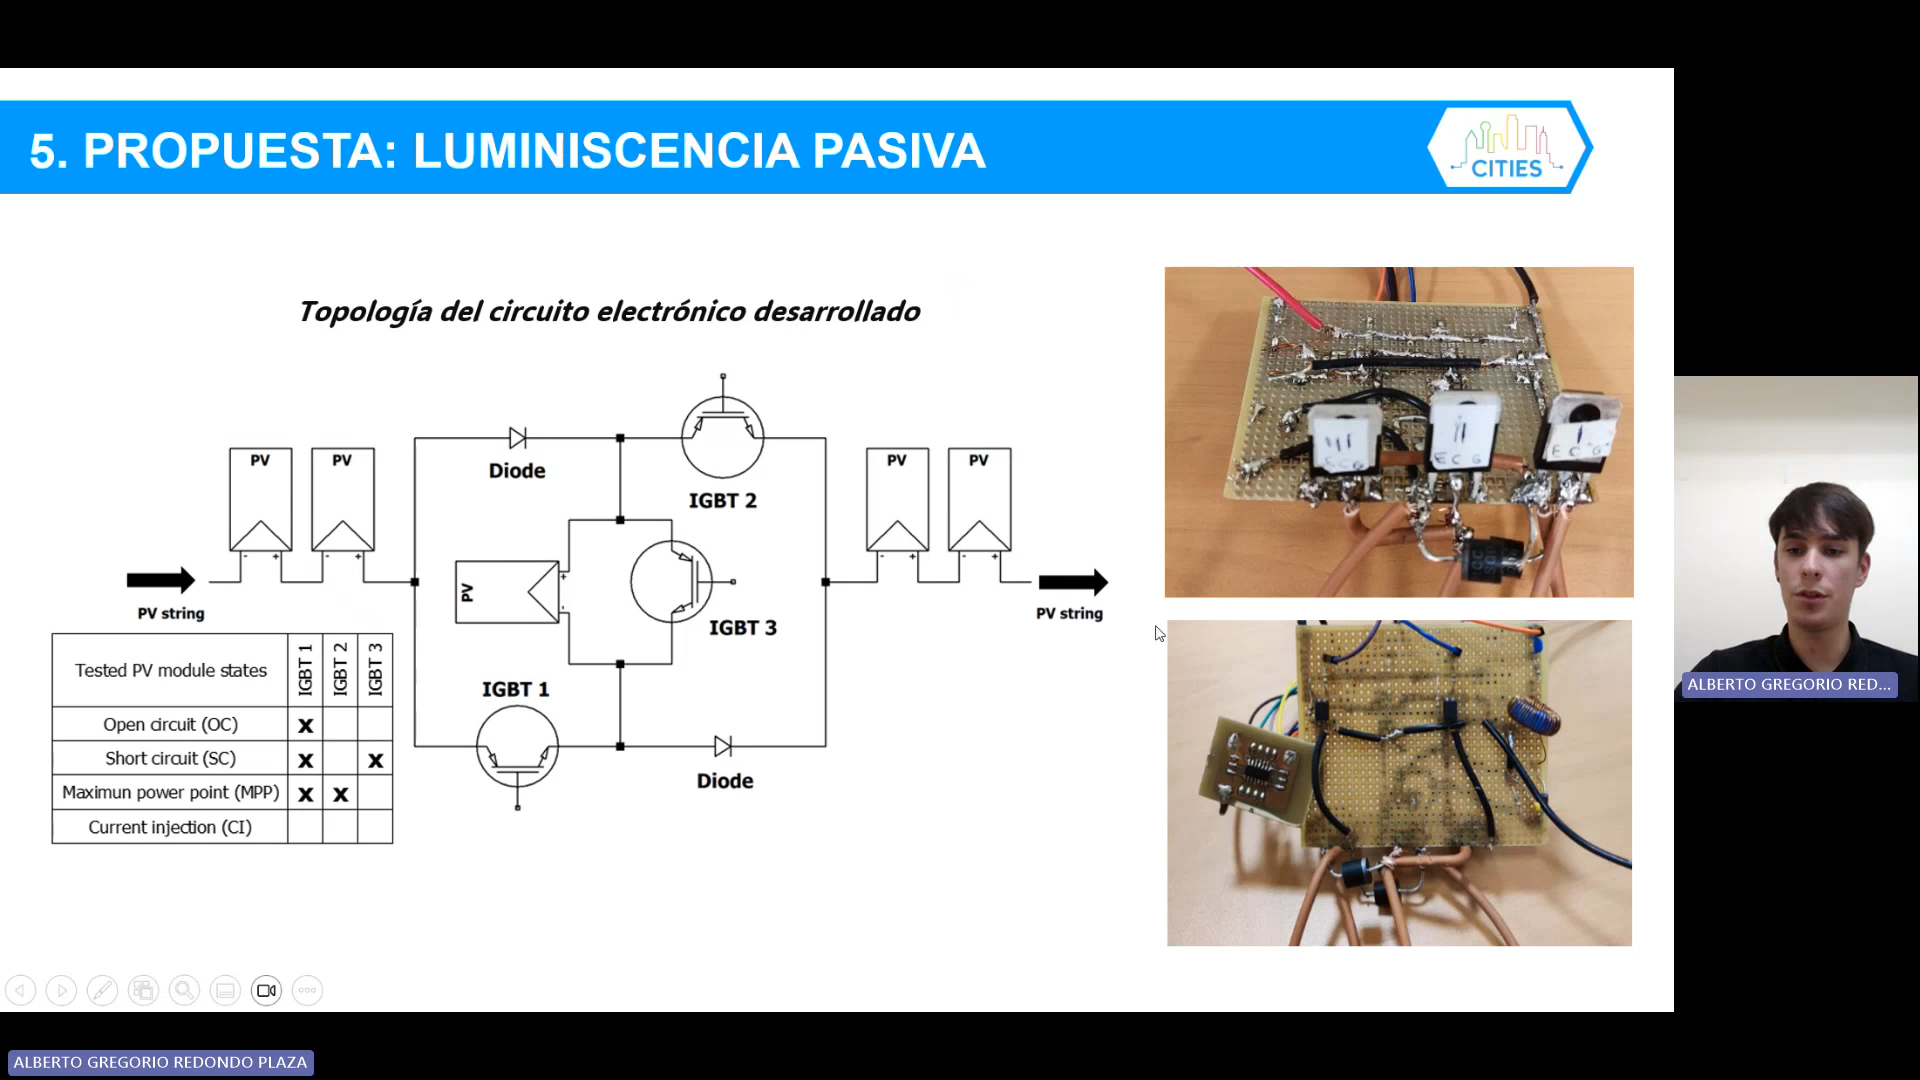 5. PROPUESTA: LUMINISCENCIA PASIVA
CITIES
Topología del circuito electrónico desarrollado
PV
PV
Diode
IGBT 2
PV
PV
PV
IGBT 3
PV string
PV string
IGBT 1
Diode
Tested PV module states
IGBT 1
IGBT 2
IGBT 3
Open circuit (OC)
x
Short circuit (SC)
x
x
Maximun power point (MPP)
x
x
Current injection (CI)
E C G
E C G
E C G
ALBERTO GREGORIO RED...
ALBERTO GREGORIO REDONDO PLAZA